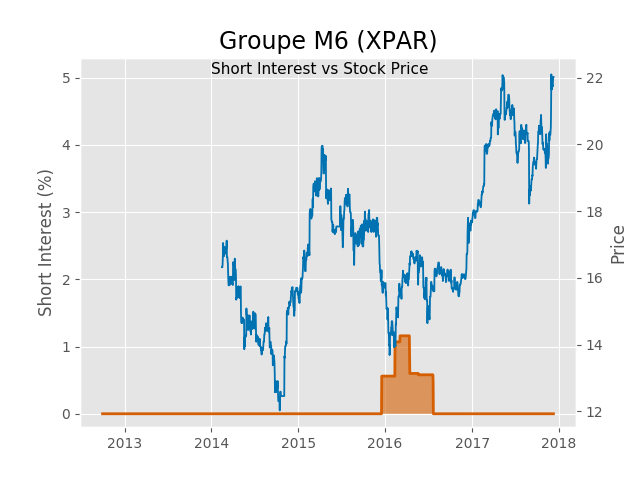 Groupe M6 (XPAR)
Short Interest vs Stock Price
Short Interest (%)
5
4
3
2
1
0
22
20
18
16
14
12
Price
2013 2014 2015 2016 2017 2018